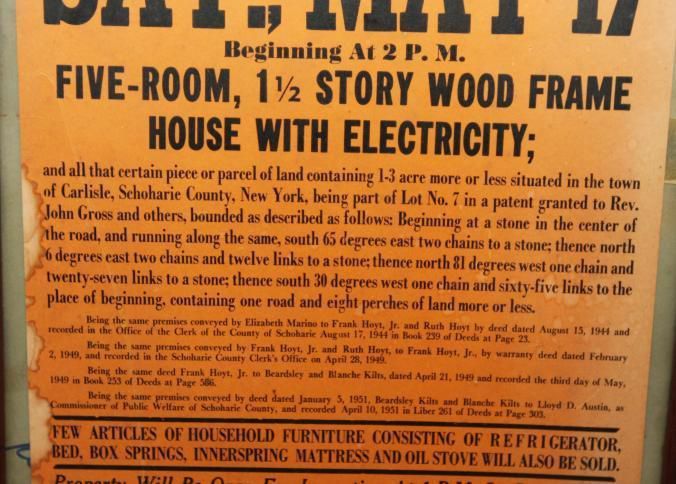 SAT., MAY 17
Beginning At 2 P. M.
FIVE-ROOM, 1½ STORY WOOD FRAME
HOUSE WITH ELECTRICITY;
and all that certain piece or parcel of land containing 1-3 acre more or less situated in the town
of Carlisle, Schoharie County, New York, being part of Lot No. 7 in a patent granted to Rev.
John Gross and others, bounded as described as follows: Beginning at a stone in the center of
the road, and running along the same, south 65 degrees east two chains to a stone; thence north
6 degrees east two chains and twelve links to a stone; thence north 81 degrees west one chain and
twenty-seven links to a stone; thence south 30 degrees west one chain and sixty-five links to the
place of beginning, containing one road and eight perches of land more or less.
Being the same premises conveyed by Elizabeth Marino to Frank Hoyt, Jr. and Ruth Hoyt by deed dated August 15, 1944 and
recorded in the Office of the Clerk of the County of Schoharie August 17, 1944 in Book 239 of Deeds at Page 23.
Being the same premises conveyed by Frank Hoyt, Jr. and Ruth Hoyt, to Frank Hoyt, Jr., by warranty deed dated February
2, 1949, and recorded in the Schoharie County Clerk's Office on April 28, 1949.
Being the same deed Frank Hoyt, Jr. to Beardsley and Blanche Kilts, dated April 21, 1949 and recorded the third day of May,
1949 in Book 253 of Deeds at Page 586.
Being the same premises conveyed by deed dated January 5, 1951, Beardsley Kilts and Blanche Kilts to Lloyd D. Austin, as
Commissioner of Public Welfare of Schoharie County, and recorded April 10, 1951 in Liber 261 of Deeds at Page 303.
FEW ARTICLES OF HOUSEHOLD FURNITURE CONSISTING OF REFRIGERATOR,
BED, BOX SPRINGS, INNERSPRING MATTRESS AND OIL STOVE WILL ALSO BE SOLD.
Property Will Be Open For Inspection At 1 P.M.